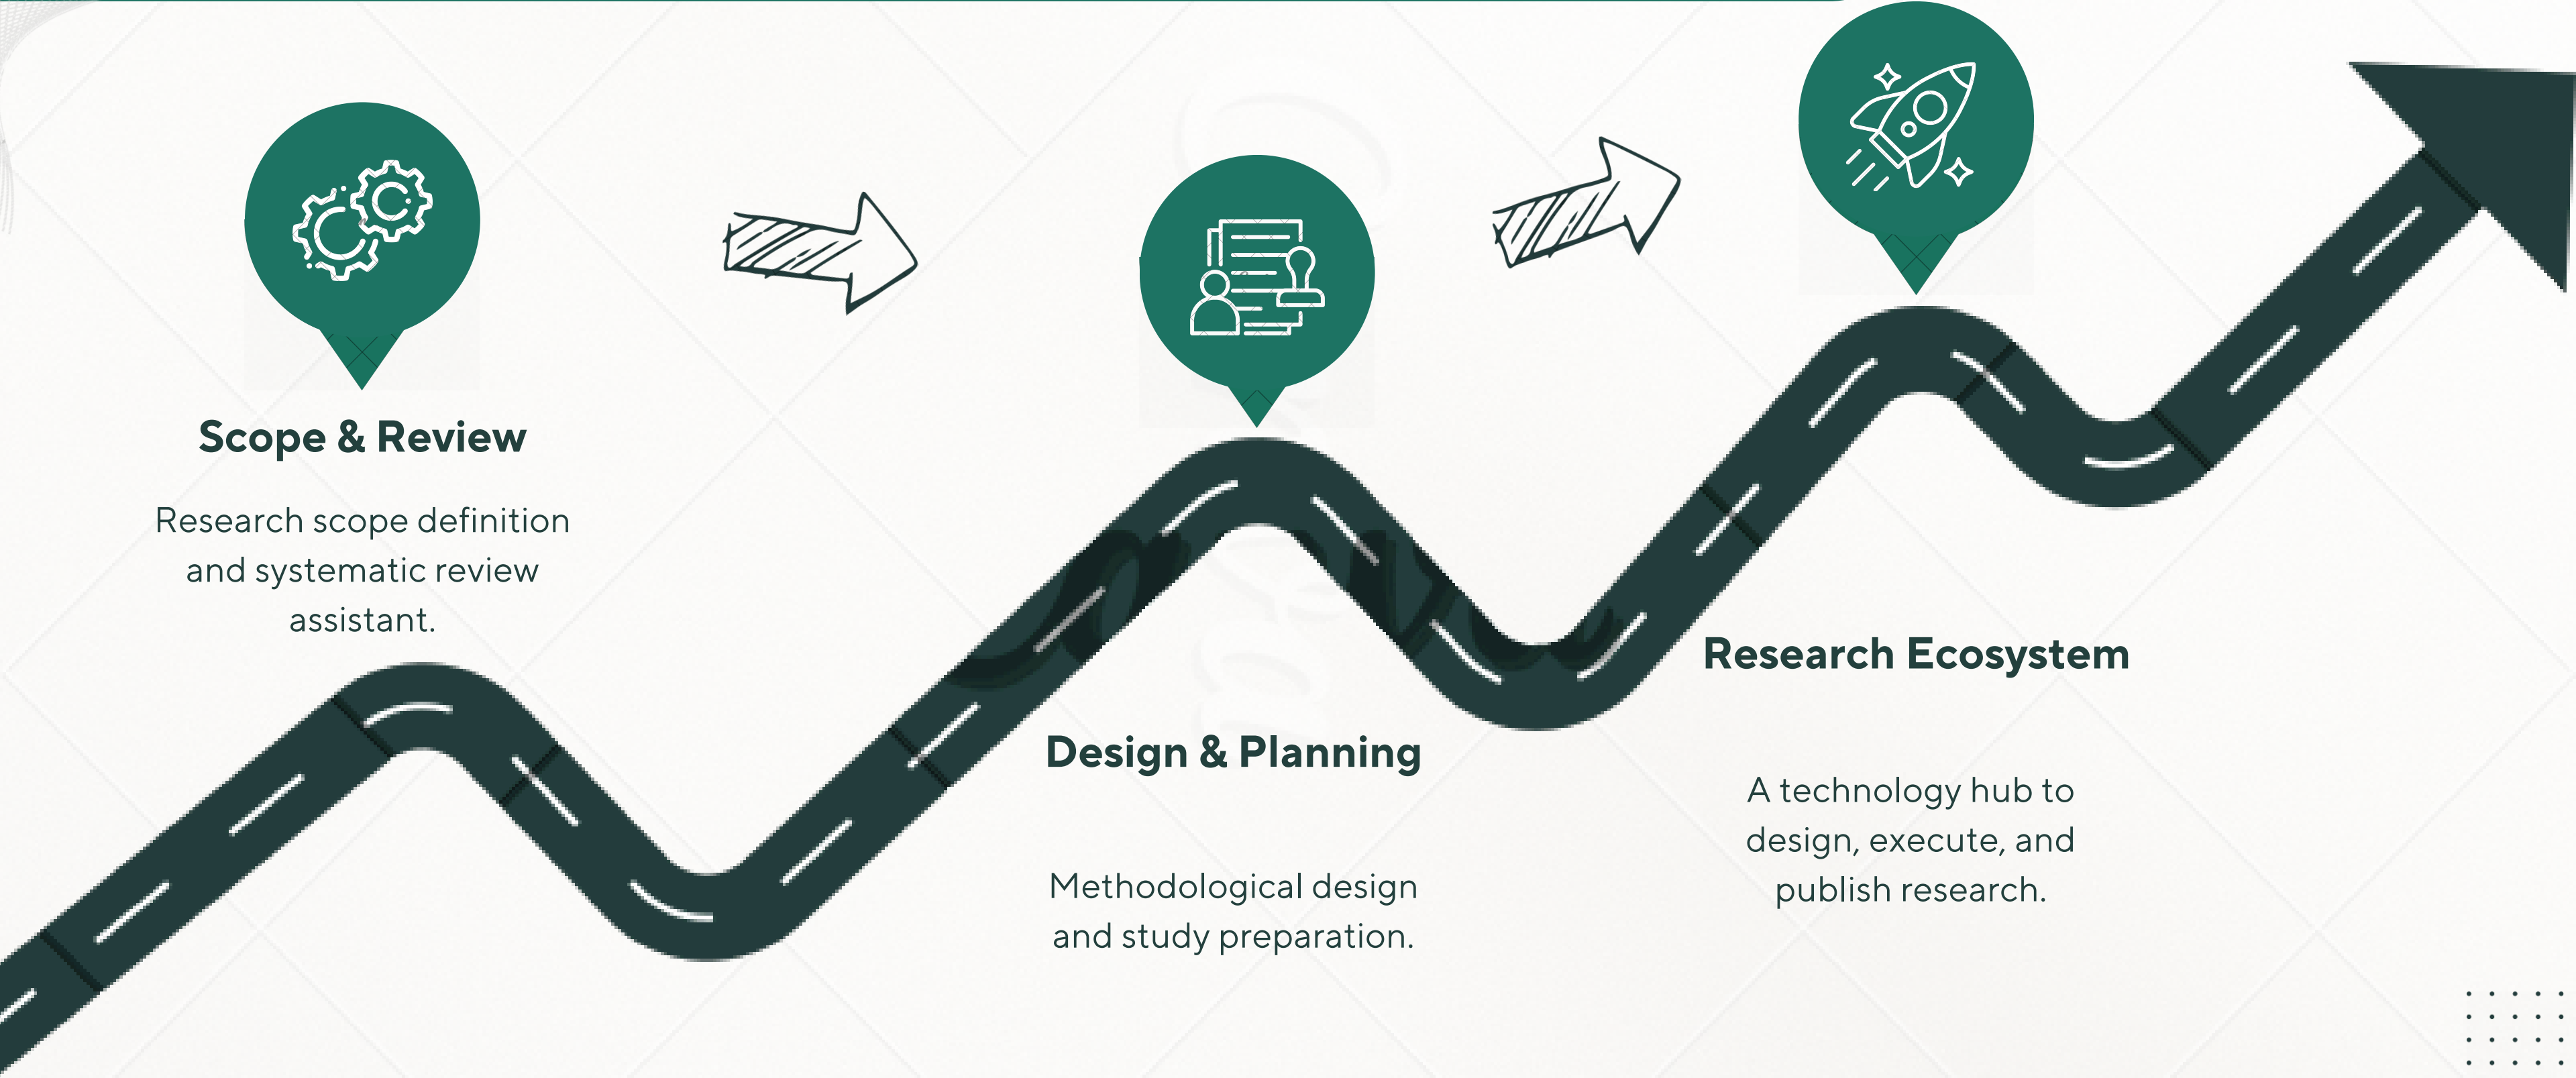 Scope & Review
Research scope definition
and systematic review
assistant.
Design & Planning
Methodological design
and study preparation.
Research Ecosystem
A technology hub to
design, execute, and
publish research.